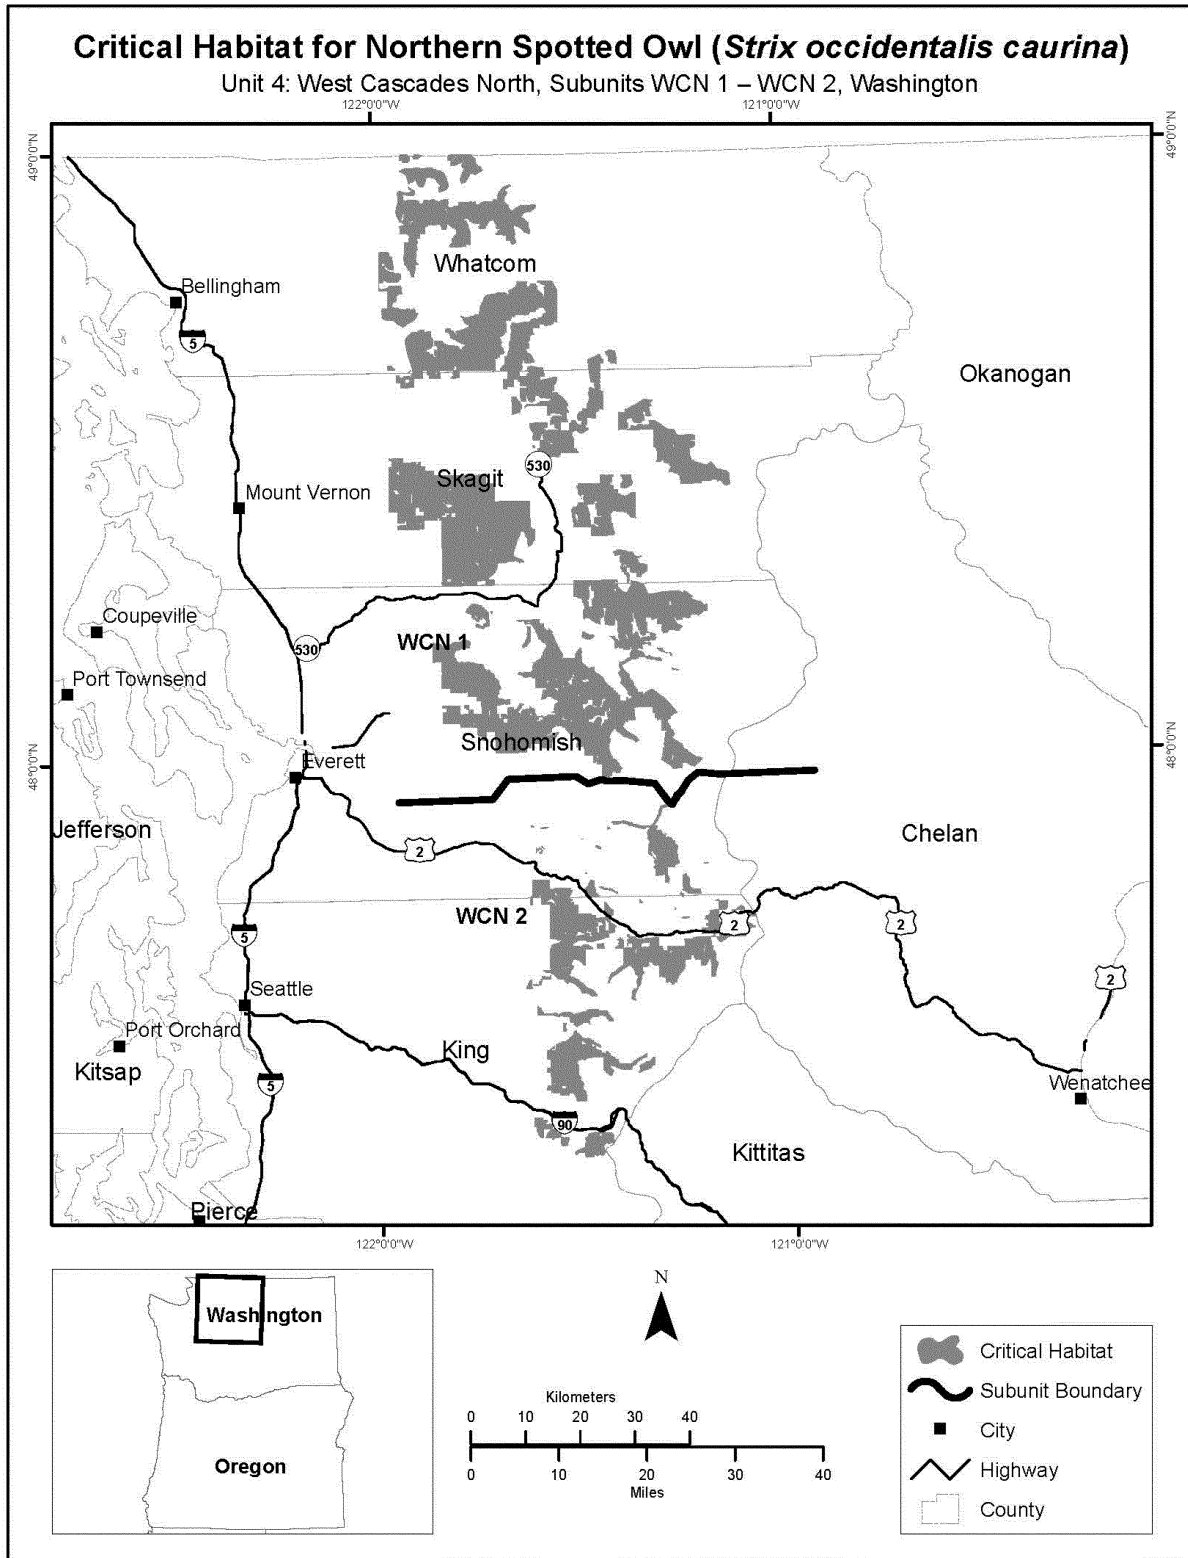 Critical Habitat for Northern Spotted Owl (Strix occidentalis caurina)
Unit 4: West Cascades North, Subunits WCN 1 – WCN 2, Washington
122°0'0"W
121°0'0"W
49°0'0"N
49°0'0"N
Whatcom
Bellingham
5
Okanogan
530
Skagit
Mount Vernon
Coupeville
WCN 1
530
Port Townsend
Snohomish
48°0'0"N
48°0'0"N
Everett
Jefferson
Chelan
2
WCN 2
2
2
5
2
Seattle
Port Orchard
King
Kitsap
5
Wenatchee
90
Kittitas
Pierce
122°0'0"W
121°0'0"W
Washington
Oregon
N
Kilometers
0 10 20 30 40
0 10 20 30 40
Miles
Critical Habitat
Subunit Boundary
City
Highway
County